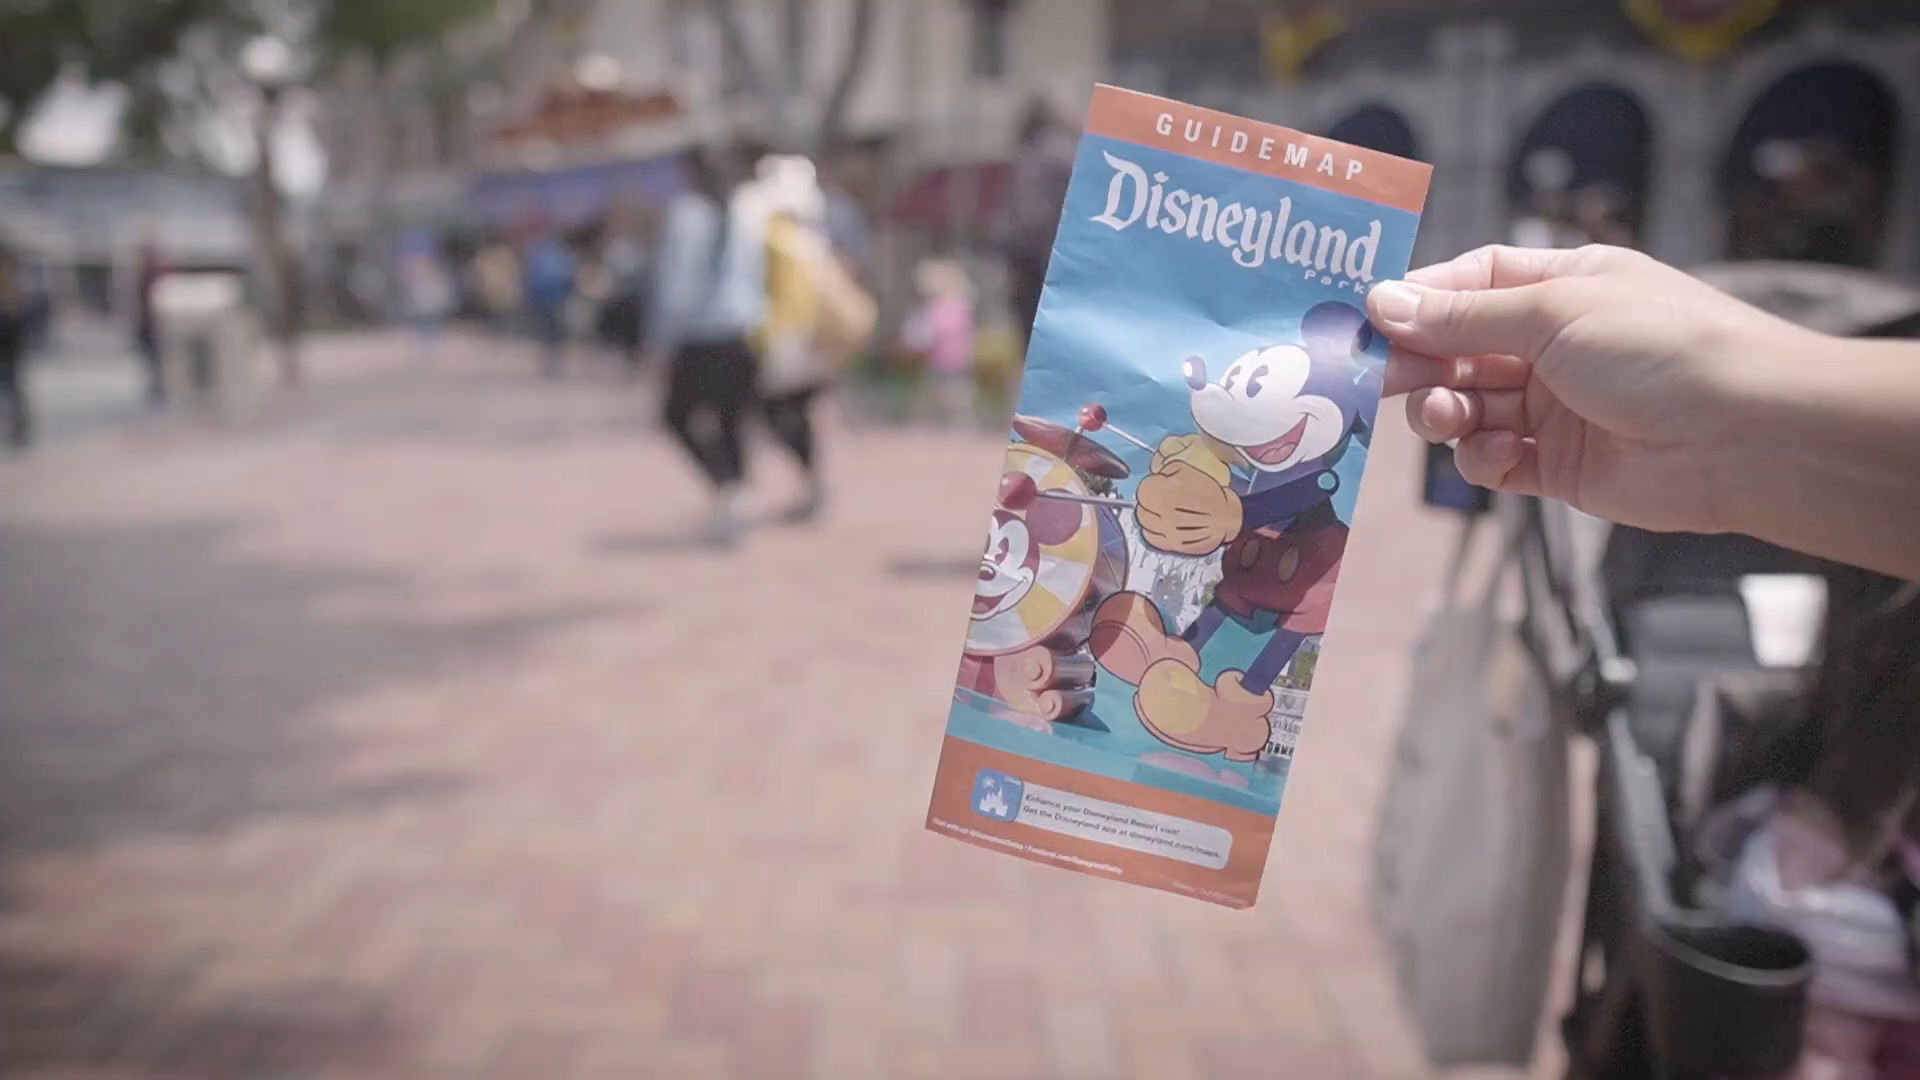 GUIDEMAP
Disneyland
Park
Enhance your Disneyland Resort visit!
Get the Disneyland app at disneyland.com/maps.